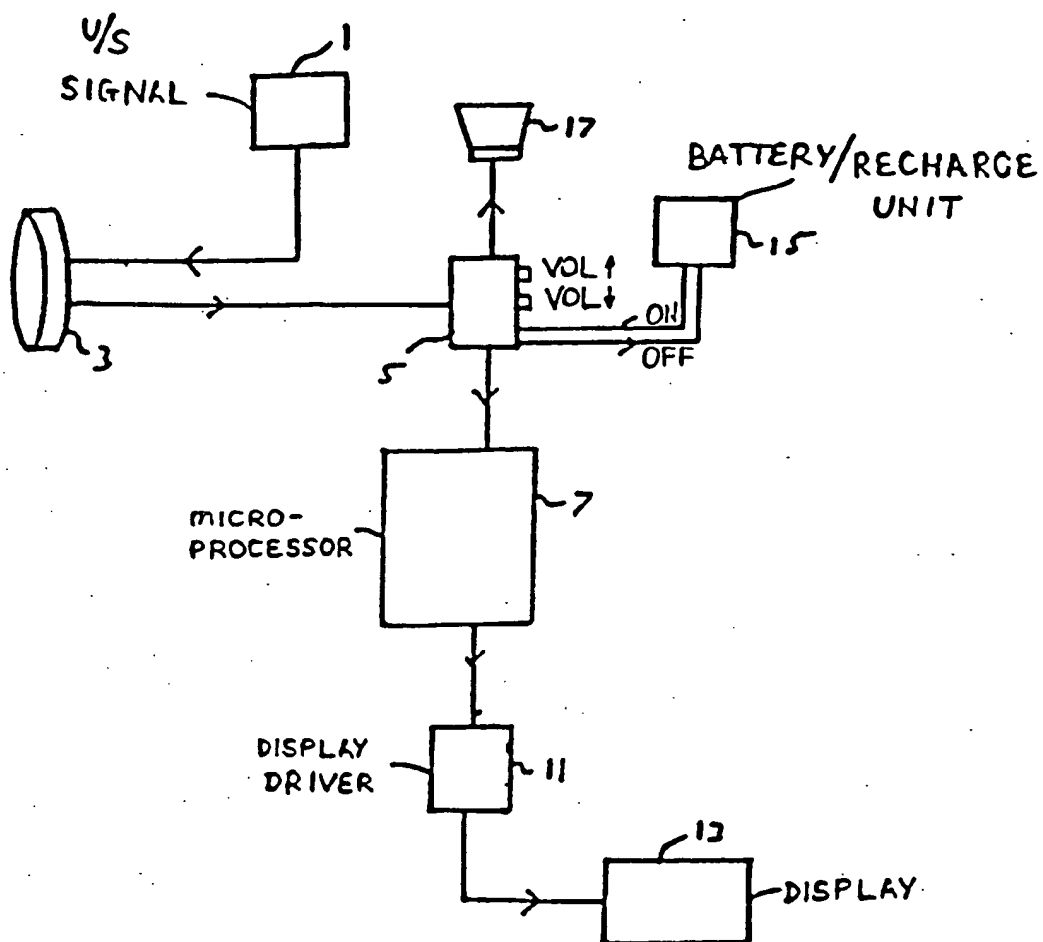 U/S
SIGNAL
1
17
BATTERY/RECHARGE
UNIT
15
VOL↑
VOL↓
ON
OFF
3
5
7
MICRO-
PROCESSOR
DISPLAY
DRIVER
11
13
DISPLAY